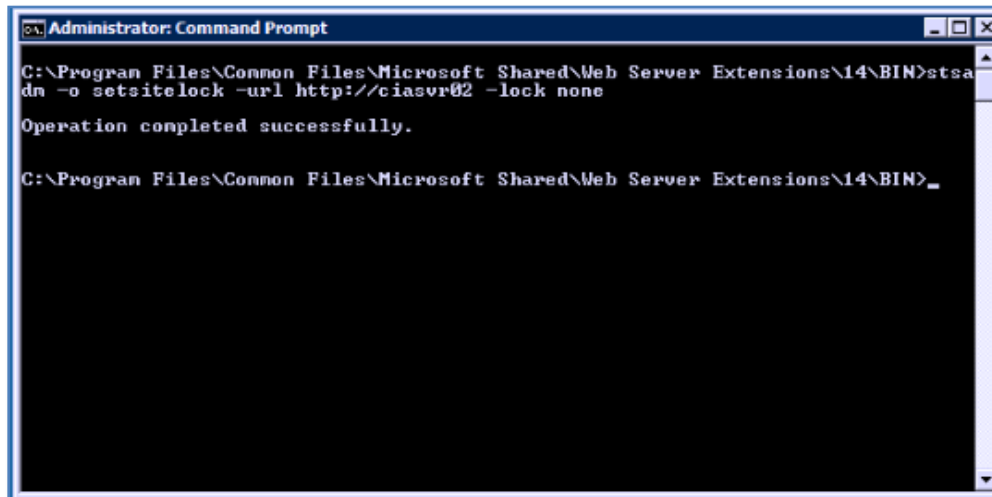 Administrator: Command Prompt
C:\Program Files\Common Files\Microsoft Shared\Web Server Extensions\14\BIN>stsa
dm -o setsitelock -url http://ciasvr02 -lock none
Operation completed successfully.
C:\Program Files\Common Files\Microsoft Shared\Web Server Extensions\14\BIN>_